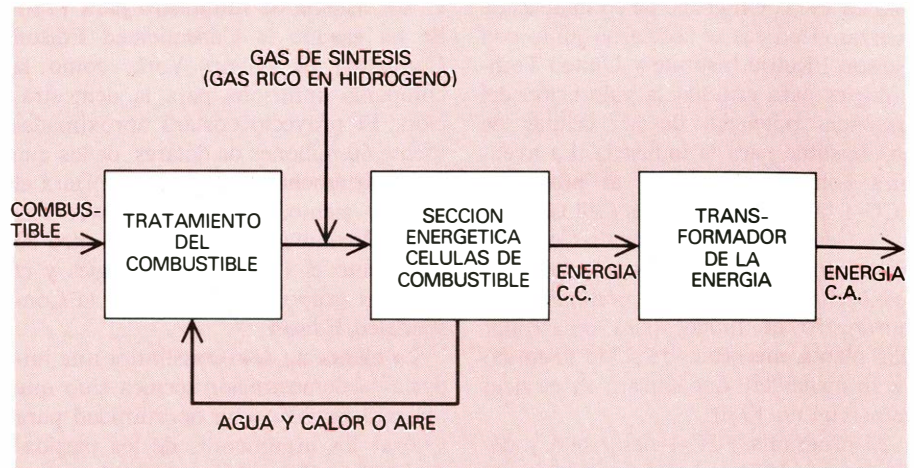 GAS DE SINTESIS
(GAS RICO EN HIDROGENO)
COMBUS-
TIBLE
TRATAMIENTO
DEL
COMBUSTIBLE
SECCION
ENERGETICA
CELULAS DE
COMBUSTIBLE
ENERGIA
C.C.
TRANS-
FORMADOR
DE LA
ENERGIA
ENERGIA
C.A.
AGUA Y CALOR O AIRE